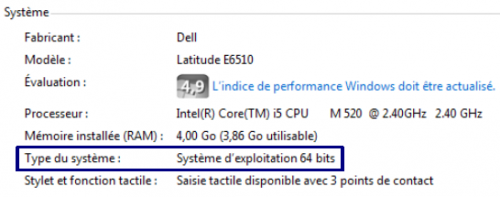 Système
Fabricant : Dell
Modèle : Latitude E6510
Évaluation : 4,9 L'indice de performance Windows doit être actualisé.
Processeur : Intel(R) Core(TM) i5 CPU M 520 @ 2.40GHz 2.40 GHz
Mémoire installée (RAM) : 4,00 Go (3,86 Go utilisable)
Type du système : Système d'exploitation 64 bits
Stylet et fonction tactile : Saisie tactile disponible avec 3 points de contact